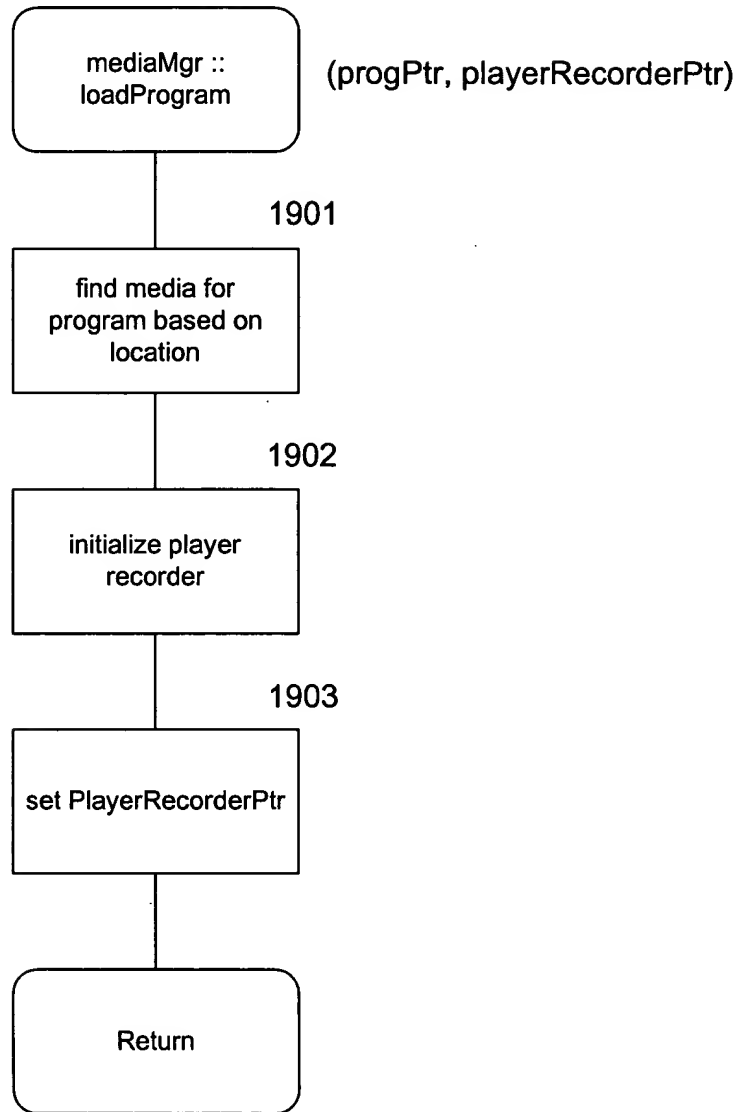 mediaMgr ::
loadProgram
(progPtr, playerRecorderPtr)
1901
find media for
program based on
location
1902
initialize player
recorder
1903
set PlayerRecorderPtr
Return